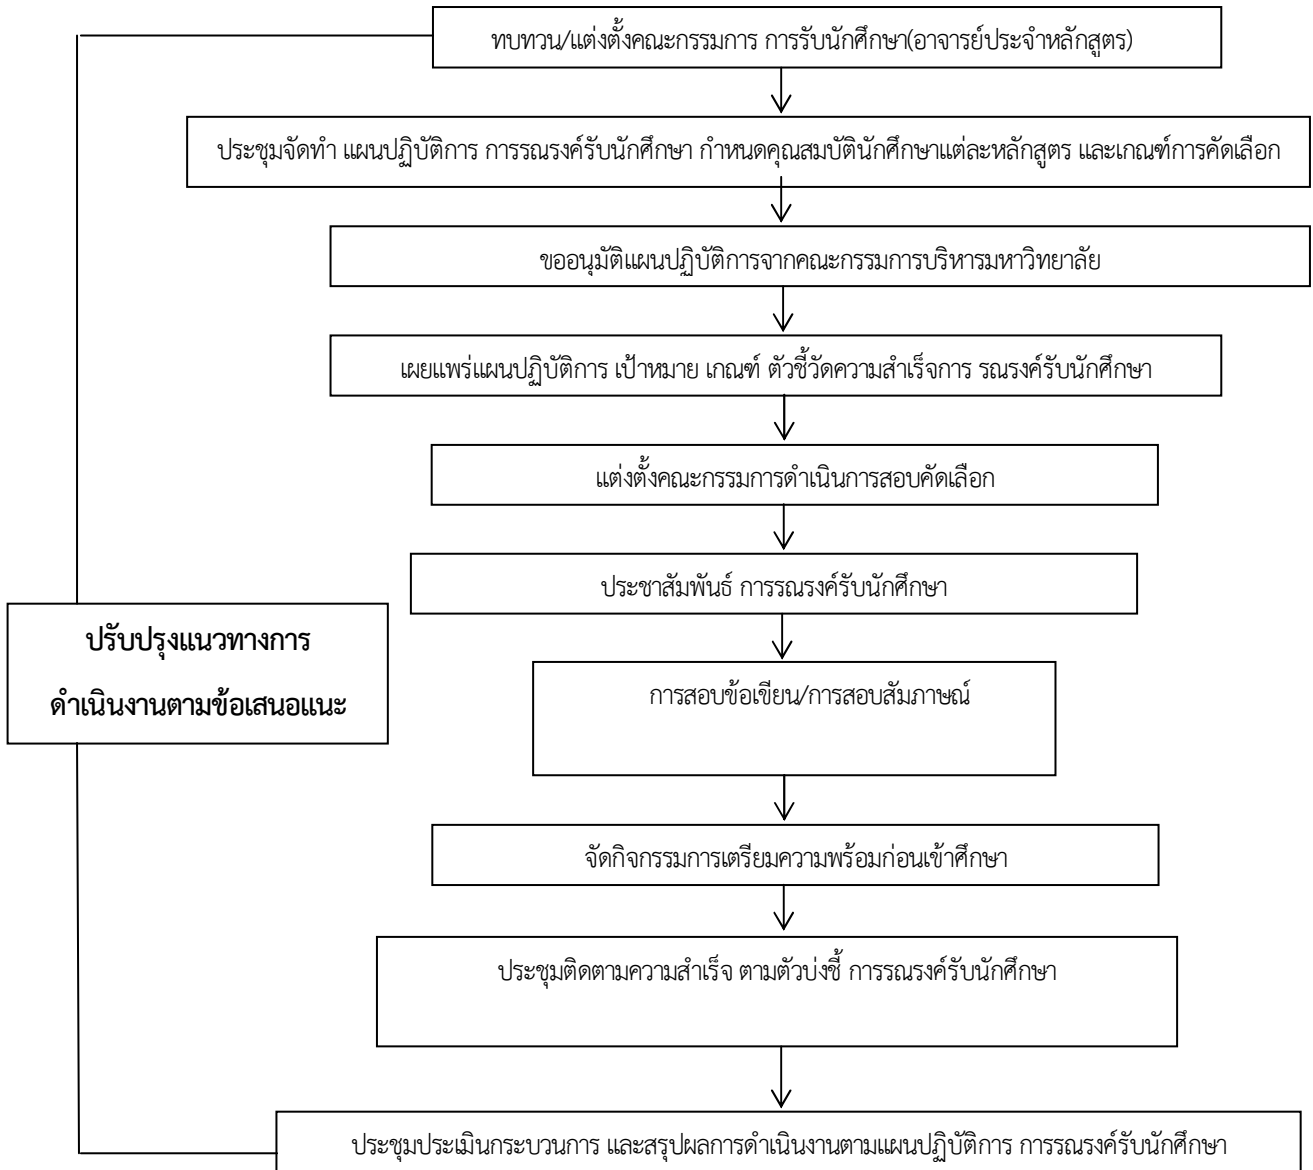 ทบทวน/แต่งตั้งคณะกรรมการ การรับนักศึกษา(อาจารย์ประจำหลักสูตร)
ประชุมจัดทำ แผนปฏิบัติการ การรณรงค์รับนักศึกษา กำหนดคุณสมบัตินักศึกษาแต่ละหลักสูตร และเกณฑ์การคัดเลือก
ขออนุมัติแผนปฏิบัติการจากคณะกรรมการบริหารมหาวิทยาลัย
เผยแพร่แผนปฏิบัติการ เป้าหมาย เกณฑ์ ตัวชี้วัดความสำเร็จการ รณรงค์รับนักศึกษา
แต่งตั้งคณะกรรมการดำเนินการสอบคัดเลือก
ประชาสัมพันธ์ การรณรงค์รับนักศึกษา
ปรับปรุงแนวทางการ
ดำเนินงานตามข้อเสนอแนะ
การสอบข้อเขียน/การสอบสัมภาษณ์
จัดกิจกรรมการเตรียมความพร้อมก่อนเข้าศึกษา
ประชุมติดตามความสำเร็จ ตามตัวบ่งชี้ การรณรงค์รับนักศึกษา
ประชุมประเมินกระบวนการ และสรุปผลการดำเนินงานตามแผนปฏิบัติการ การรณรงค์รับนักศึกษา